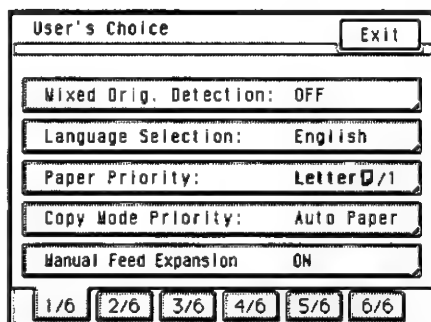 User's Choice
Exit
Mixed Orig. Detection: OFF
Language Selection: English
Paper Priority: Letter/1
Copy Mode Priority: Auto Paper
Manual Feed Expansion ON
1/6 2/6 3/6 4/6 5/6 6/6